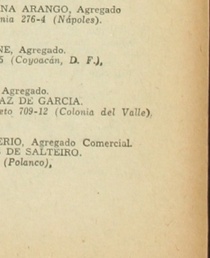 NA ARANGO, Agregado
nia 276-4 (Nápoles).
NE, Agregado.
5 (Coyoacán, D. F.),
Agregado.
AZ DE GARCIA.
eto 709-12 (Colonia del Valle),
ERIO, Agregado Comercial.
DE SALTEIRO.
(Polanco),